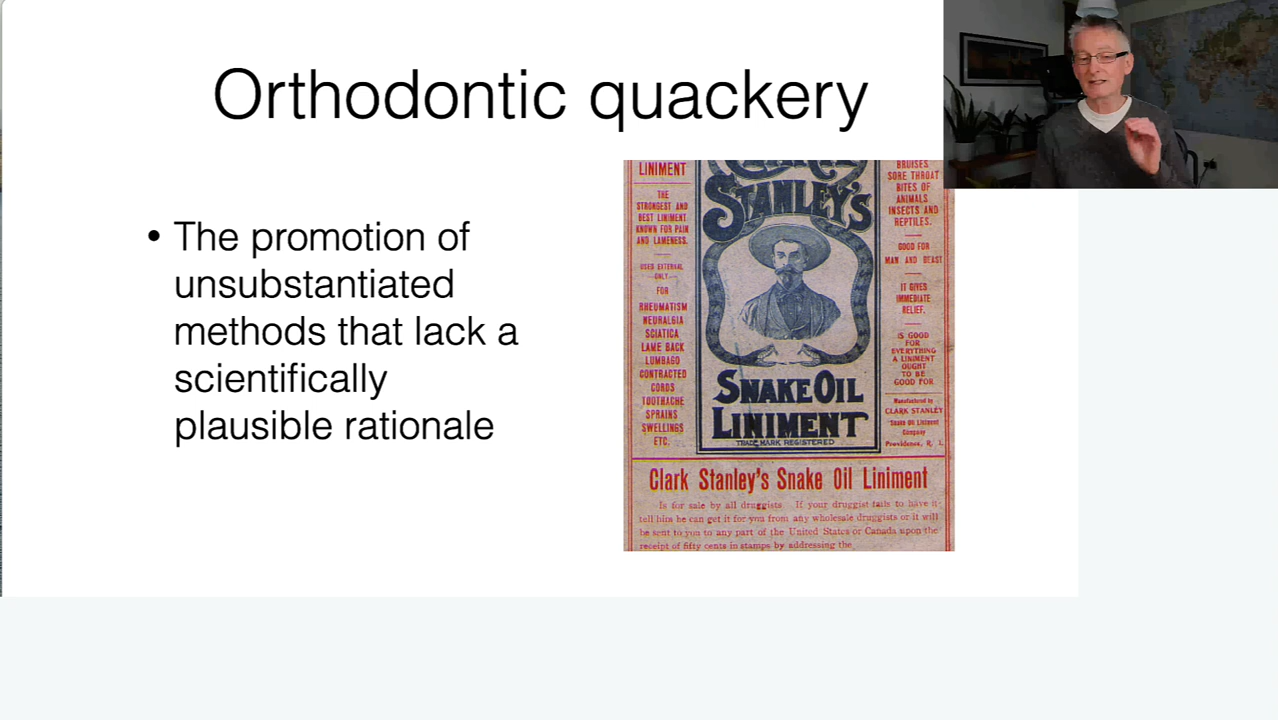 Orthodontic quackery
• The promotion of
unsubstantiated
methods that lack a
scientifically
plausible rationale
LINIMENT
THE
STRONGEST AND
BEST LINIMENT
KNOWN FOR PAIN
AND LAMENESS.
USED EXTERNAL
ONLY
FOR
RHEUMATISM
NEURALGIA
SCIATICA
LAME BACK
LUMBAGO
CONTRACTED
CORDS
TOOTHACHE
SPRAINS
SWELLINGS
ETC.
STANLEY'S
SNAKE OIL
LINIMENT
TRADE MARK REGISTERED
BRUISES
SORE THROAT
BITES OF
ANIMALS
INSECTS AND
REPTILES.
GOOD FOR
MAN AND BEAST
IT GIVES
IMMEDIATE
RELIEF.
IS GOOD
FOR
EVERYTHING
A LINIMENT
OUGHT
TO BE
GOOD FOR
Manufactured by
CLARK STANLEY
Snake Oil Liniment
Company
Providence, R. I.
Clark Stanley's Snake Oil Liniment
Is for sale by all druggists. If your druggist fails to have it
tell him he can get it for you from any wholesale druggists or it will
be sent to you to any part of the United States or Canada upon the
receipt of fifty cents in stamps by addressing the